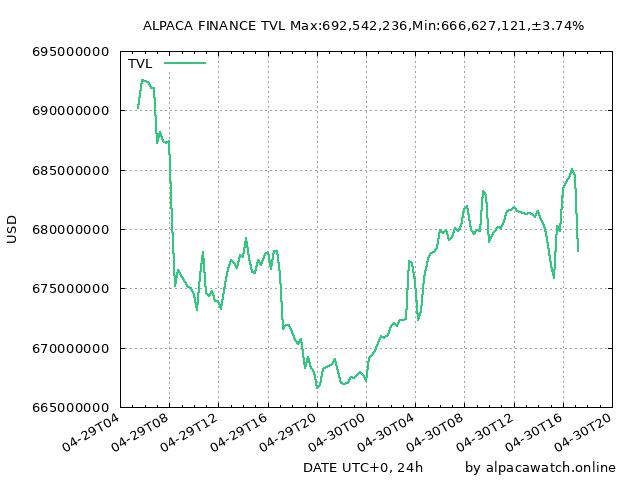 ALPACA FINANCE TVL Max:692,542,236,Min:666,627,121,±3.74%
695000000
TVL
690000000
685000000
680000000
USD
675000000
670000000
665000000
04-29T04 04-29T08 04-29T12 04-29T16 04-29T20 04-30T00 04-30T04 04-30T08 04-30T12 04-30T16 04-30T20
DATE UTC+0, 24h by alpacawatch.online